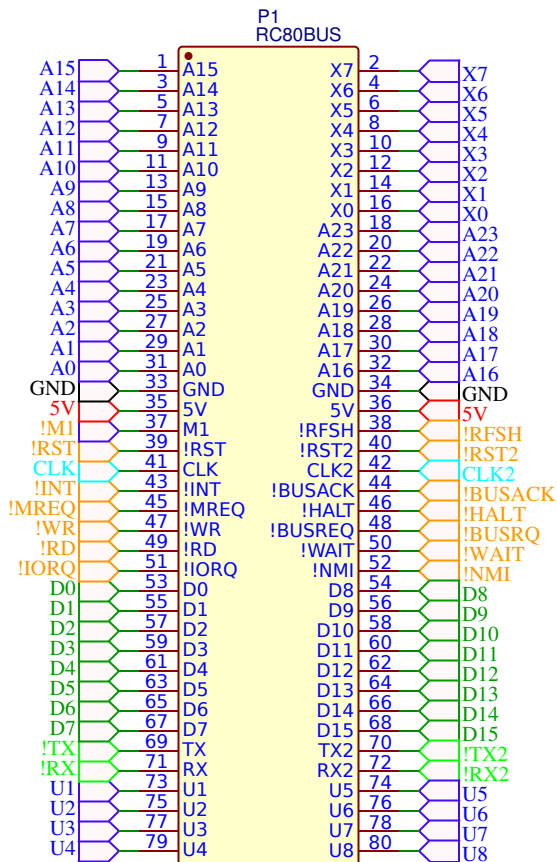 P1
RC80BUS
A15 1 A15 X7 2 X7
A14 3 A14 X6 4 X6
A13 5 A13 X5 6 X5
A12 7 A12 X4 8 X4
A11 9 A11 X3 10 X3
A10 11 A10 X2 12 X2
A9 13 A9 X1 14 X1
A8 15 A8 X0 16 X0
A7 17 A7 A23 18 A23
A6 19 A6 A22 20 A22
A5 21 A5 A21 22 A21
A4 23 A4 A20 24 A20
A3 25 A3 A19 26 A19
A2 27 A2 A18 28 A18
A1 29 A1 A17 30 A17
A0 31 A0 A16 32 A16
GND 33 GND GND 34 GND
5V 35 5V 5V 36 5V
!M1 37 M1 !RFSH 38 !RFSH
!RST 39 !RST !RST2 40 !RST2
CLK 41 CLK CLK2 42 CLK2
!INT 43 !INT !BUSACK 44 !BUSACK
!MREQ 45 !MREQ !HALT 46 !HALT
!WR 47 !WR !BUSREQ 48 !BUSRQ
!RD 49 !RD !WAIT 50 !WAIT
!IORQ 51 !IORQ !NMI 52 !NMI
D0 53 D0 D8 54 D8
D1 55 D1 D9 56 D9
D2 57 D2 D10 58 D10
D3 59 D3 D11 60 D11
D4 61 D4 D12 62 D12
D5 63 D5 D13 64 D13
D6 65 D6 D14 66 D14
D7 67 D7 D15 68 D15
!TX 69 TX TX2 70 !TX2
!RX 71 RX RX2 72 !RX2
U1 73 U1 U5 74 U5
U2 75 U2 U6 76 U6
U3 77 U3 U7 78 U7
U4 79 U4 U8 80 U8